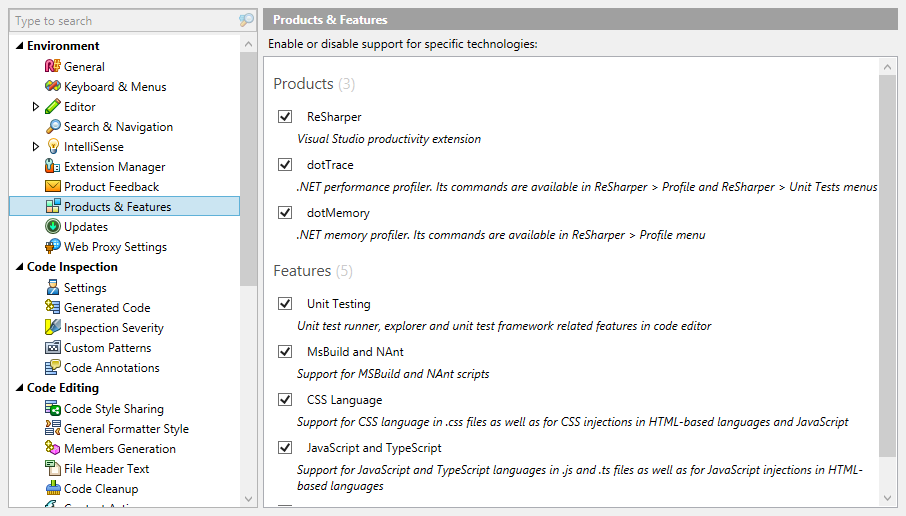 Type to search
Environment
General
Keyboard & Menus
Editor
Search & Navigation
IntelliSense
Extension Manager
Product Feedback
Products & Features
Updates
Web Proxy Settings
Code Inspection
Settings
Generated Code
Inspection Severity
Custom Patterns
Code Annotations
Code Editing
Code Style Sharing
General Formatter Style
Members Generation
File Header Text
Code Cleanup
Products & Features
Enable or disable support for specific technologies:
Products (3)
ReSharper
Visual Studio productivity extension
dotTrace
.NET performance profiler. Its commands are available in ReSharper > Profile and ReSharper > Unit Tests menus
dotMemory
.NET memory profiler. Its commands are available in ReSharper > Profile menu
Features (5)
Unit Testing
Unit test runner, explorer and unit test framework related features in code editor
MsBuild and NAnt
Support for MSBuild and NAnt scripts
CSS Language
Support for CSS language in .css files as well as for CSS injections in HTML-based languages and JavaScript
JavaScript and TypeScript
Support for JavaScript and TypeScript languages in .js and .ts files as well as for JavaScript injections in HTML-
based languages